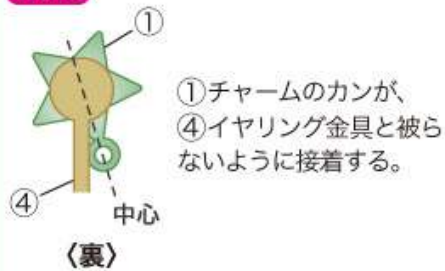 ①
①チャームのカンが、
④イヤリング金具と被ら
ないように接着する。
④
中心
〈裏〉